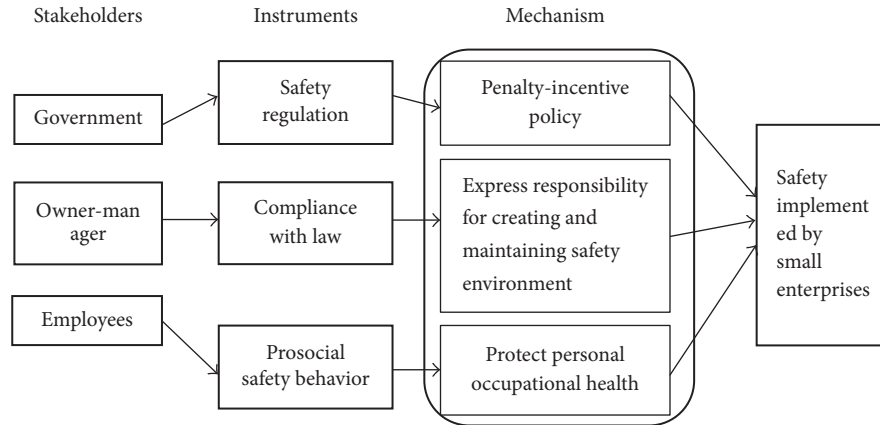 Stakeholders
Instruments
Mechanism
Government
Safety
regulation
Penalty-incentive
policy
Owner-man
ager
Compliance
with law
Express responsibility
for creating and
maintaining safety
environment
Safety
implement
ed by
small
enterprises
Employees
Prosocial
safety behavior
Protect personal
occupational health